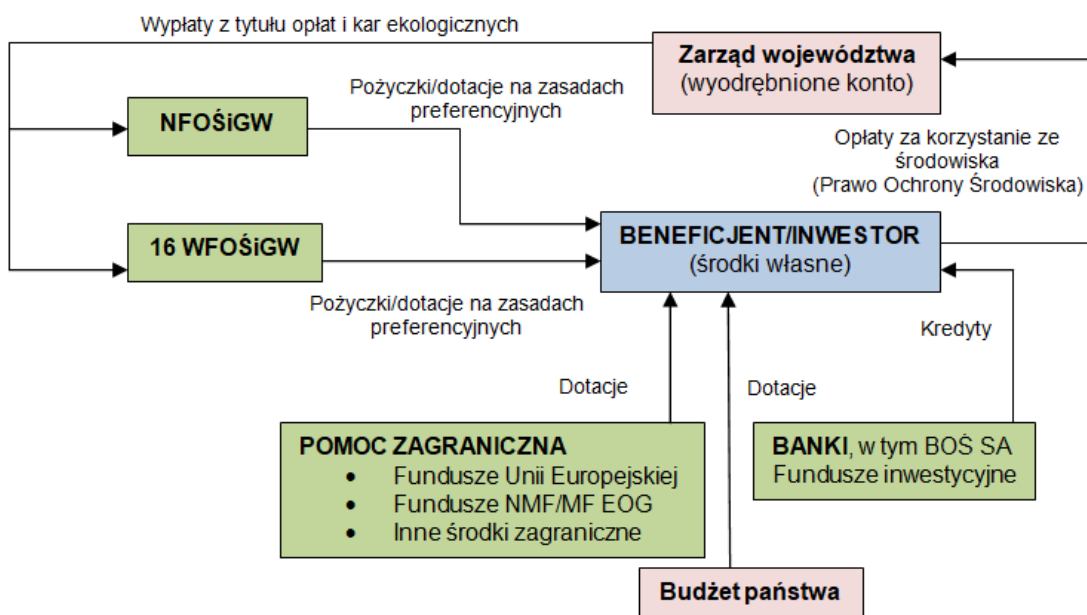 Wypłaty z tytułu opłat i kar ekologicznych
Zarząd województwa
(wyodrębnione konto)
Pożyczki/dotacje na zasadach
preferencyjnych
NFOŚiGW
Opłaty za korzystanie ze
środowiska
(Prawo Ochrony Środowiska)
16 WFOŚiGW
BENEFICJENT/INWESTOR
(środki własne)
Pożyczki/dotacje na zasadach
preferencyjnych
Kredyty
Dotacje
Dotacje
POMOC ZAGRANICZNA
• Fundusze Unii Europejskiej
• Fundusze NMF/MF EOG
• Inne środki zagraniczne
BANKI, w tym BOŚ SA
Fundusze inwestycyjne
Budżet państwa